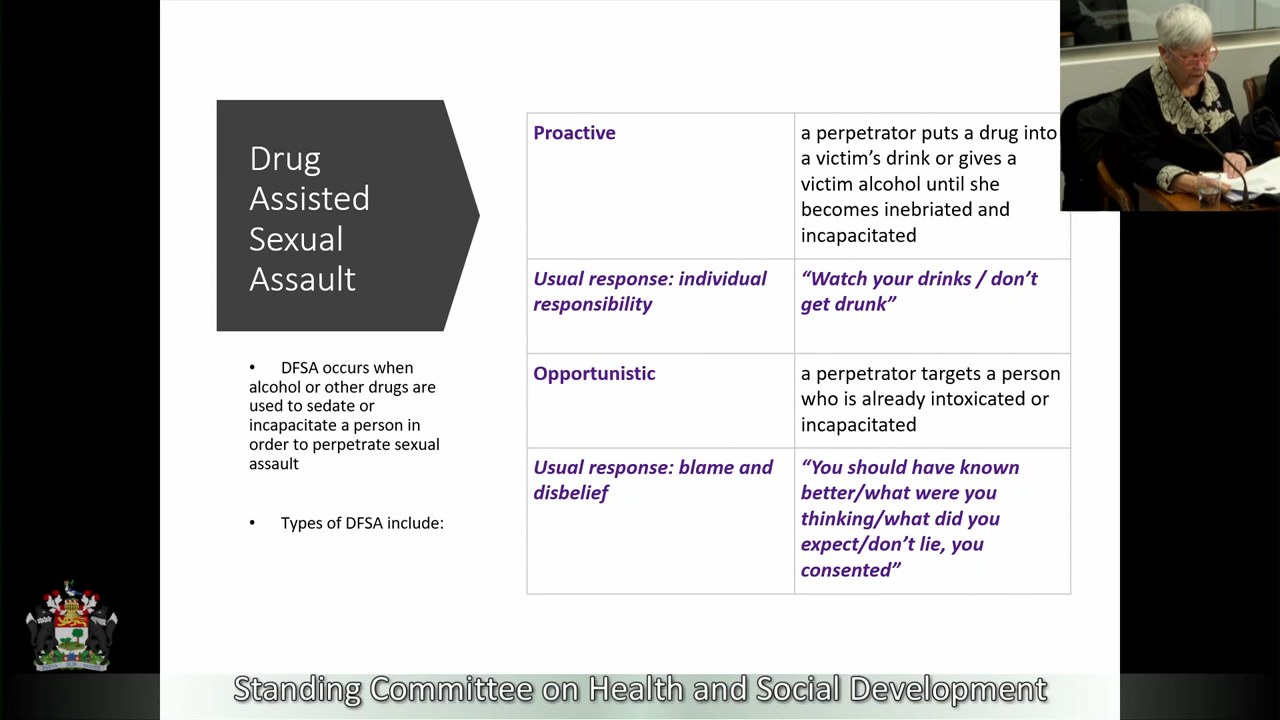 Drug
Assisted
Sexual
Assault
• DFSA occurs when
alcohol or other drugs are
used to sedate or
incapacitate a person in
order to perpetrate sexual
assault
• Types of DFSA include:
Proactive
a perpetrator puts a drug into
a victim’s drink or gives a
victim alcohol until she
becomes inebriated and
incapacitated
Usual response: individual
responsibility
“Watch your drinks / don’t
get drunk”
Opportunistic
a perpetrator targets a person
who is already intoxicated or
incapacitated
Usual response: blame and
disbelief
“You should have known
better/what were you
thinking/what did you
expect/don’t lie, you
consented”
Standing Committee on Health and Social Development